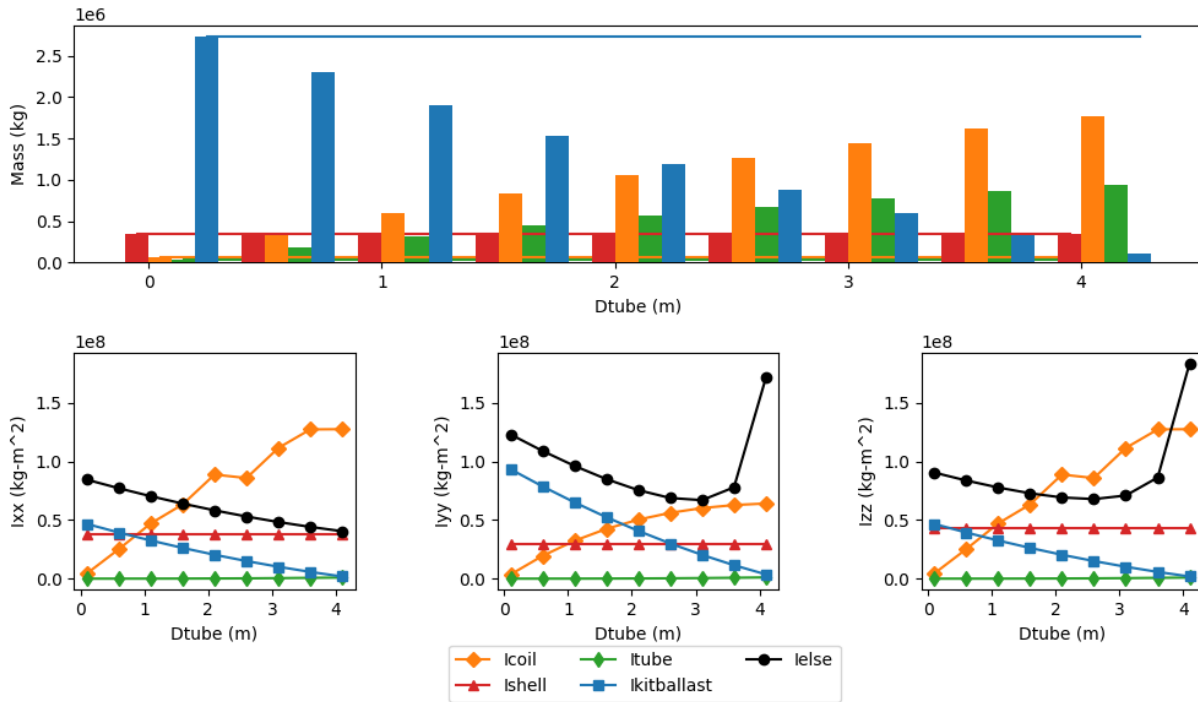 1e6
Mass (kg)
2.5
2.0
1.5
1.0
0.5
0.0
0 1 2 3 4
Dtube (m)
1e8
Ixx (kg-m^2)
1.5
1.0
0.5
0.0
0 1 2 3 4
Dtube (m)
1e8
Iyy (kg-m^2)
1.5
1.0
0.5
0.0
0 1 2 3 4
Dtube (m)
1e8
Izz (kg-m^2)
1.5
1.0
0.5
0.0
0 1 2 3 4
Dtube (m)
Icoil Itube Ielse
Ishell Ikitballast